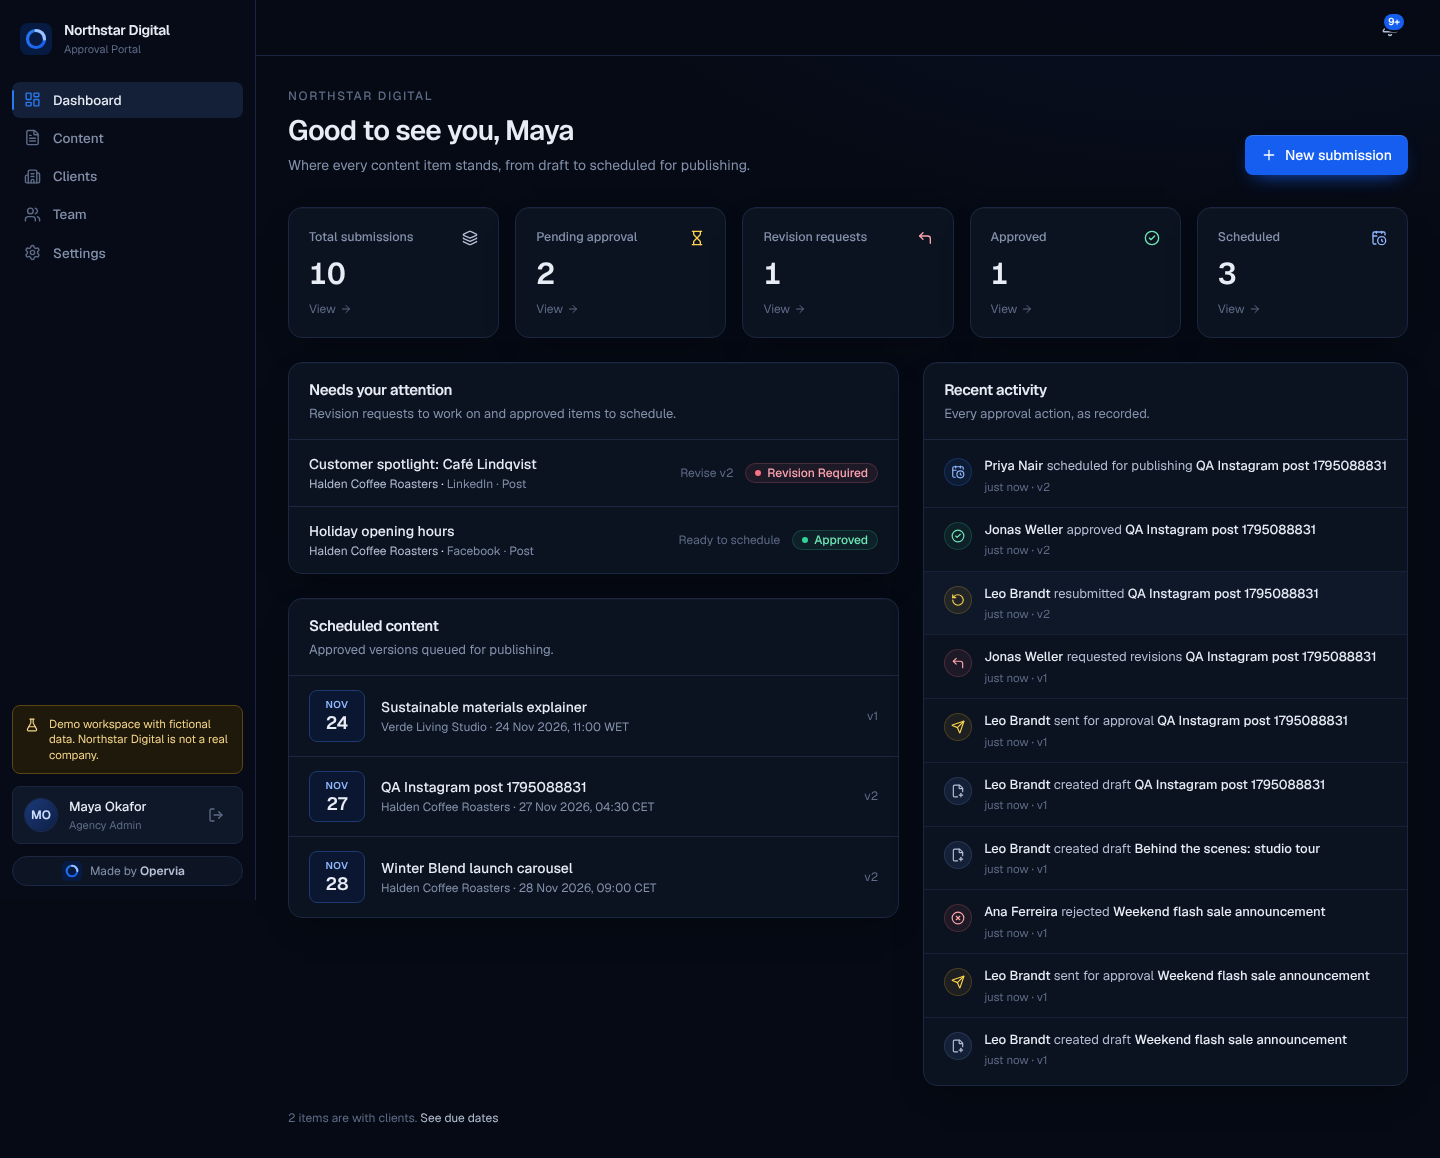 Northstar Digital
Approval Portal
Dashboard
Content
Clients
Team
Settings
Demo workspace with fictional
data. Northstar Digital is not a real
company.
MO
Maya Okafor
Agency Admin
Made by Opervia
9+
NORTHSTAR DIGITAL
Good to see you, Maya
Where every content item stands, from draft to scheduled for publishing.
New submission
Total submissions
10
View →
Pending approval
2
View →
Revision requests
1
View →
Approved
1
View →
Scheduled
3
View →
Needs your attention
Revision requests to work on and approved items to schedule.
Customer spotlight: Café Lindqvist
Halden Coffee Roasters · LinkedIn · Post
Revise v2
Revision Required
Holiday opening hours
Halden Coffee Roasters · Facebook · Post
Ready to schedule
Approved
Scheduled content
Approved versions queued for publishing.
NOV
24
Sustainable materials explainer
Verde Living Studio · 24 Nov 2026, 11:00 WET
v1
NOV
27
QA Instagram post 1795088831
Halden Coffee Roasters · 27 Nov 2026, 04:30 CET
v2
NOV
28
Winter Blend launch carousel
Halden Coffee Roasters · 28 Nov 2026, 09:00 CET
v2
Recent activity
Every approval action, as recorded.
Priya Nair scheduled for publishing QA Instagram post 1795088831
just now · v2
Jonas Weller approved QA Instagram post 1795088831
just now · v2
Leo Brandt resubmitted QA Instagram post 1795088831
just now · v2
Jonas Weller requested revisions QA Instagram post 1795088831
just now · v1
Leo Brandt sent for approval QA Instagram post 1795088831
just now · v1
Leo Brandt created draft QA Instagram post 1795088831
just now · v1
Leo Brandt created draft Behind the scenes: studio tour
just now · v1
Ana Ferreira rejected Weekend flash sale announcement
just now · v1
Leo Brandt sent for approval Weekend flash sale announcement
just now · v1
Leo Brandt created draft Weekend flash sale announcement
just now · v1
2 items are with clients. See due dates